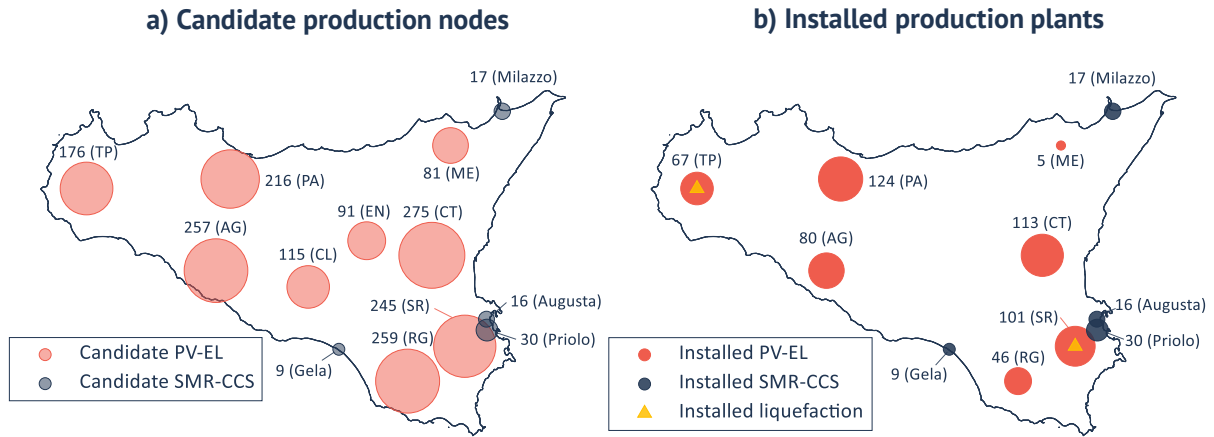 a) Candidate production nodes
17 (Milazzo)
176 (TP)
216 (PA)
81 (ME)
257 (AG)
91 (EN)
275 (CT)
115 (CL)
245 (SR)
16 (Augusta)
259 (RG)
30 (Priolo)
9 (Gela)
Candidate PV-EL
Candidate SMR-CCS
b) Installed production plants
17 (Milazzo)
67 (TP)
124 (PA)
5 (ME)
80 (AG)
113 (CT)
101 (SR)
16 (Augusta)
30 (Priolo)
46 (RG)
9 (Gela)
Installed PV-EL
Installed SMR-CCS
Installed liquefaction